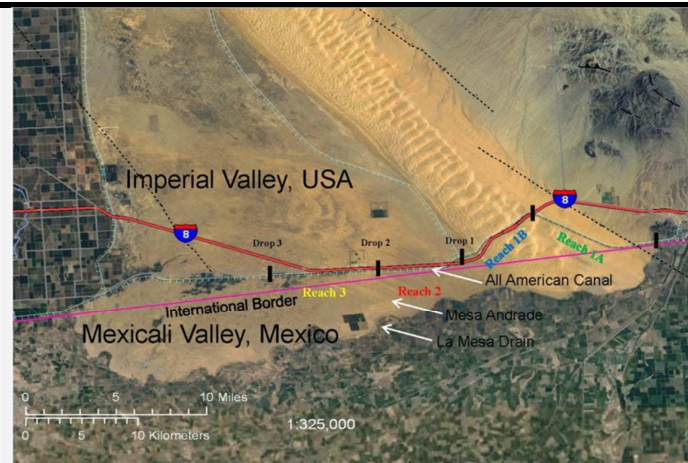 Imperial Valley, USA
8
8
Drop 3
Drop 2
Drop 1
Reach 1B
Reach 1A
All American Canal
International Border
Reach 3
Reach 2
Mesa Andrade
Mexicali Valley, Mexico
La Mesa Drain
0 5 10 Miles
0 5 10 Kilometers
1:325,000